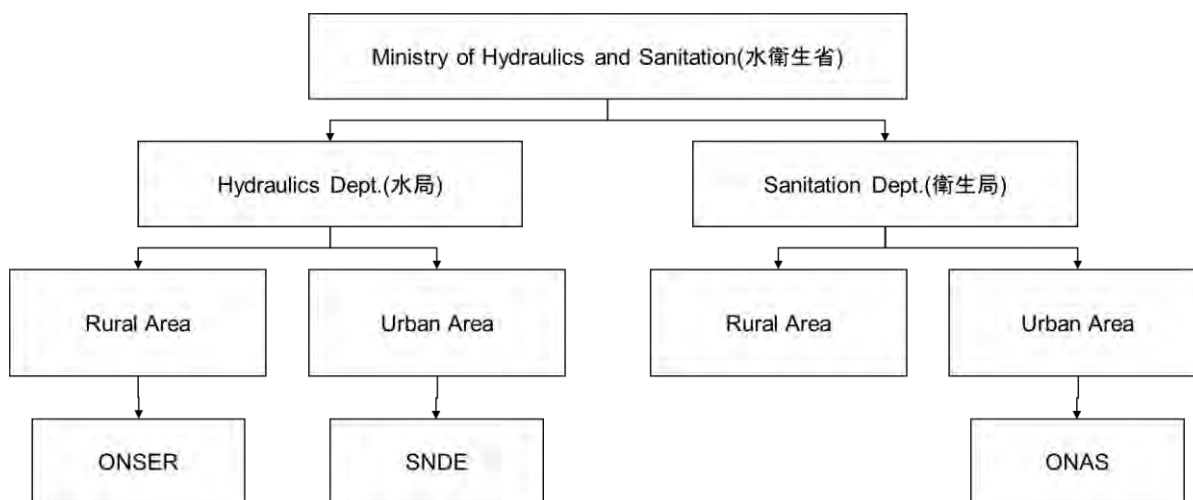 Ministry of Hydraulics and Sanitation(水衛生省)
Hydraulics Dept.(水局)
Sanitation Dept.(衛生局)
Rural Area
Urban Area
Rural Area
Urban Area
ONSER
SNDE
ONAS